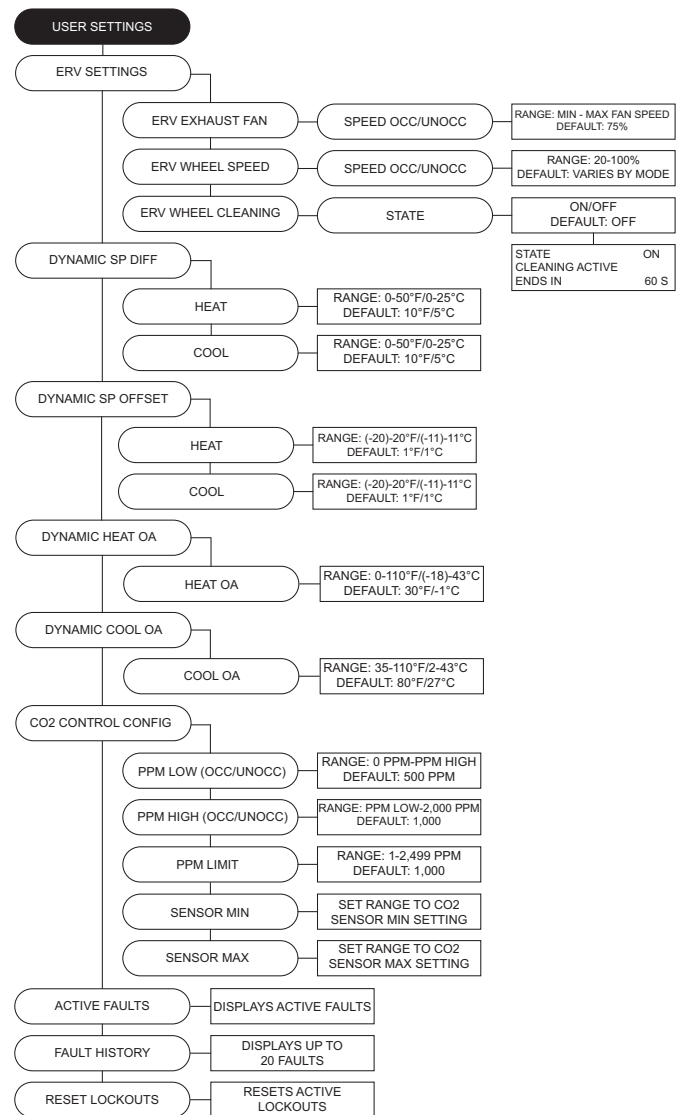 USER SETTINGS
ERV SETTINGS
ERV EXHAUST FAN
SPEED OCC/UNOCC
RANGE: MIN - MAX FAN SPEED
DEFAULT: 75%
ERV WHEEL SPEED
SPEED OCC/UNOCC
RANGE: 20-100%
DEFAULT: VARIES BY MODE
ERV WHEEL CLEANING
STATE
ON/OFF
DEFAULT: OFF
STATE ON
CLEANING ACTIVE
ENDS IN 60 S
DYNAMIC SP DIFF
HEAT
RANGE: 0-50°F/0-25°C
DEFAULT: 10°F/5°C
COOL
RANGE: 0-50°F/0-25°C
DEFAULT: 10°F/5°C
DYNAMIC SP OFFSET
HEAT
RANGE: (-20)-20°F/(-11)-11°C
DEFAULT: 1°F/1°C
COOL
RANGE: (-20)-20°F/(-11)-11°C
DEFAULT: 1°F/1°C
DYNAMIC HEAT OA
HEAT OA
RANGE: 0-110°F/(-18)-43°C
DEFAULT: 30°F/-1°C
DYNAMIC COOL OA
COOL OA
RANGE: 35-110°F/2-43°C
DEFAULT: 80°F/27°C
CO2 CONTROL CONFIG
PPM LOW (OCC/UNOCC)
RANGE: 0 PPM-PPM HIGH
DEFAULT: 500 PPM
PPM HIGH (OCC/UNOCC)
RANGE: PPM LOW-2,000 PPM
DEFAULT: 1,000
PPM LIMIT
RANGE: 1-2,499 PPM
DEFAULT: 1,000
SENSOR MIN
SET RANGE TO CO2
SENSOR MIN SETTING
SENSOR MAX
SET RANGE TO CO2
SENSOR MAX SETTING
ACTIVE FAULTS
DISPLAYS ACTIVE FAULTS
FAULT HISTORY
DISPLAYS UP TO
20 FAULTS
RESET LOCKOUTS
RESETS ACTIVE
LOCKOUTS